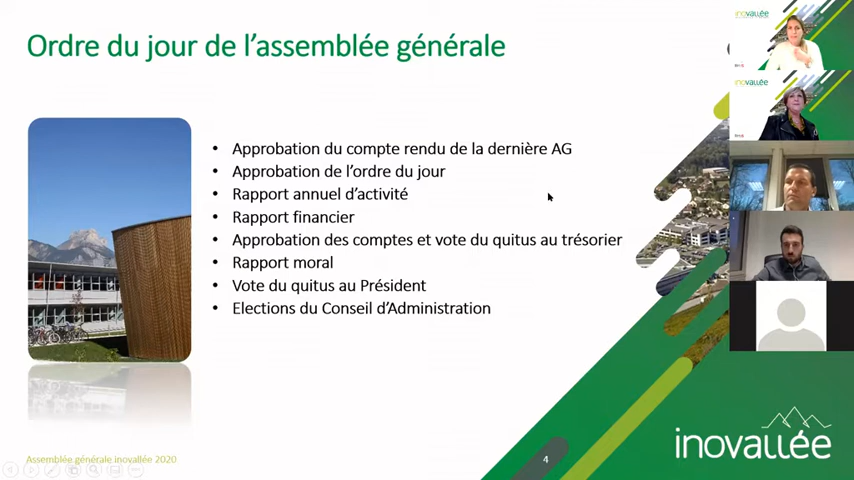 Ordre du jour de l'assemblée générale
• Approbation du compte rendu de la dernière AG
• Approbation de l'ordre du jour
• Rapport annuel d'activité
• Rapport financier
• Approbation des comptes et vote du quitus au trésorier
• Rapport moral
• Vote du quitus au Président
• Elections du Conseil d'Administration
Assemblée générale inovallée 2020
4
inovallée
inovallée
inovallée